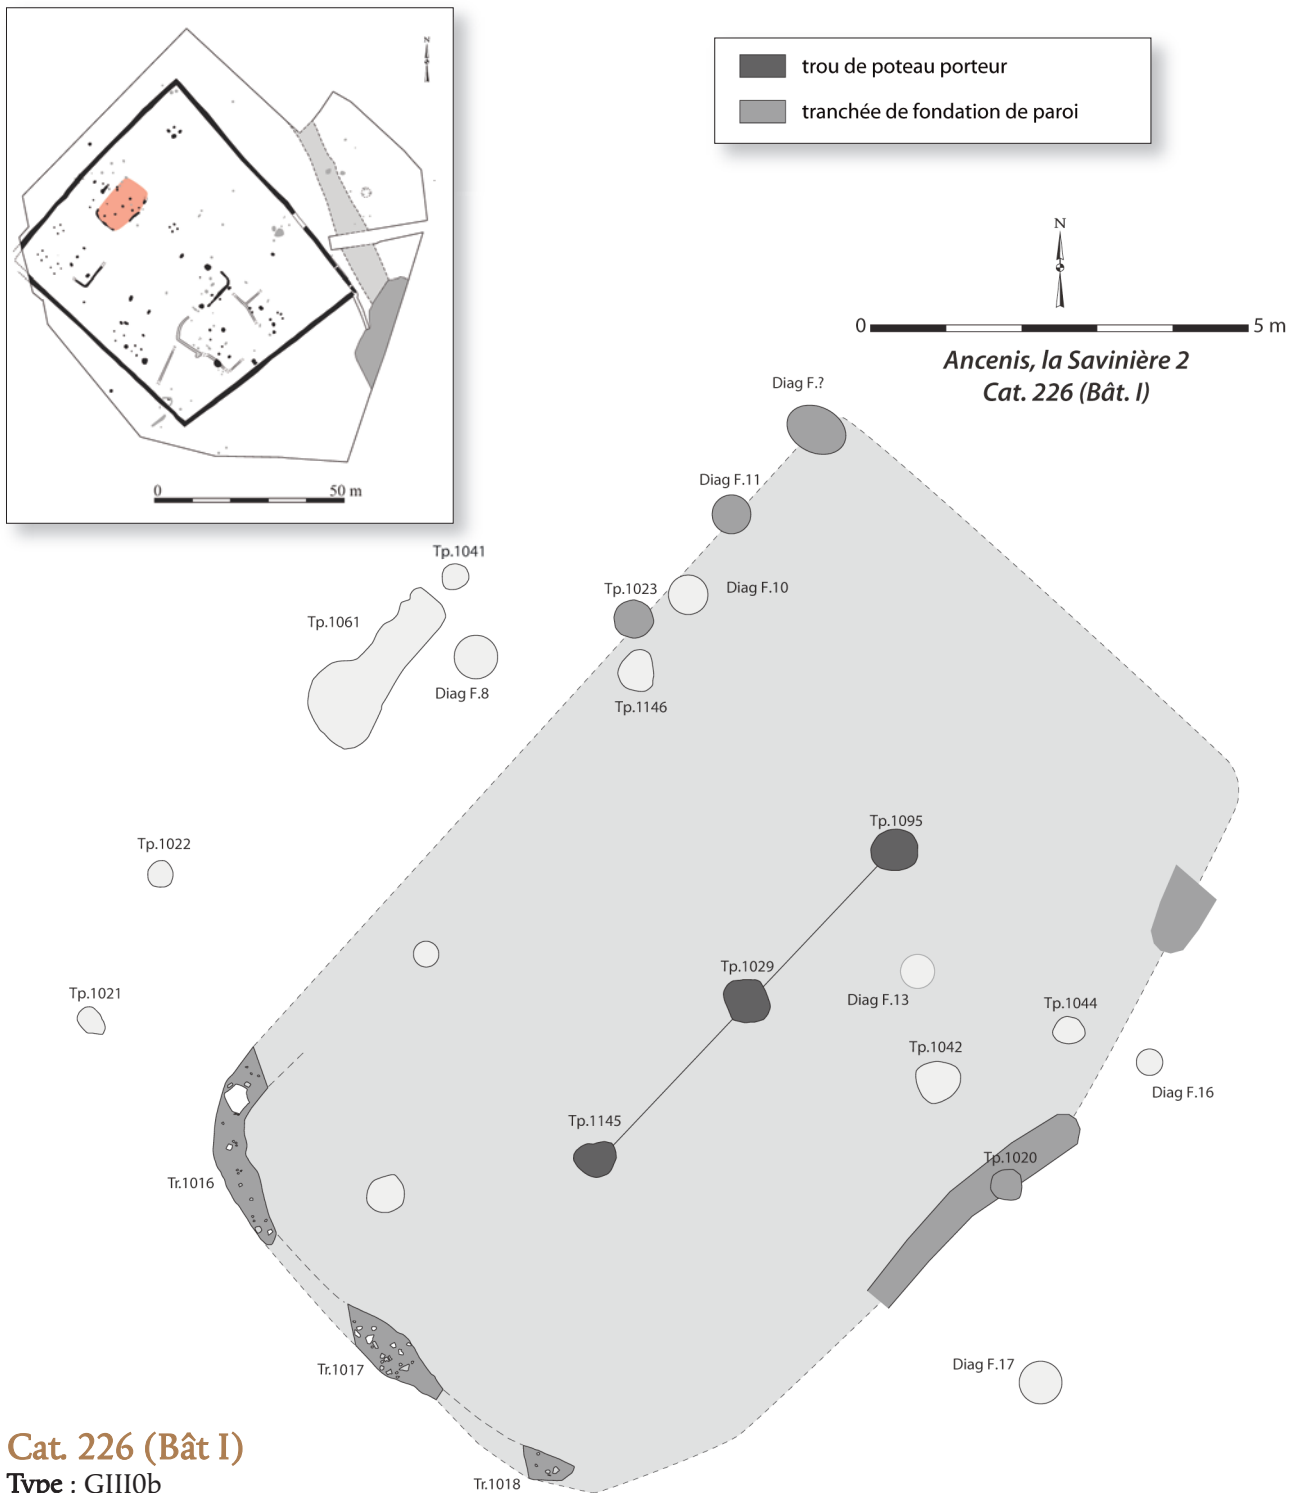 N
0
50 m
trou de poteau porteur
tranchée de fondation de paroi
N
0
5 m
Ancenis, la Savinière 2
Cat. 226 (Bât. I)
Diag F.?
Diag F.11
Tp.1041
Tp.1023
Diag F.10
Tp.1061
Diag F.8
Tp.1146
Tp.1095
Tp.1022
Tp.1029
Tp.1021
Diag F.13
Tp.1044
Tp.1042
Diag F.16
Tp.1145
Tp.1020
Tr.1016
Diag F.17
Tr.1017
Tr.1018
Cat. 226 (Bât I)
Type : GIII0b